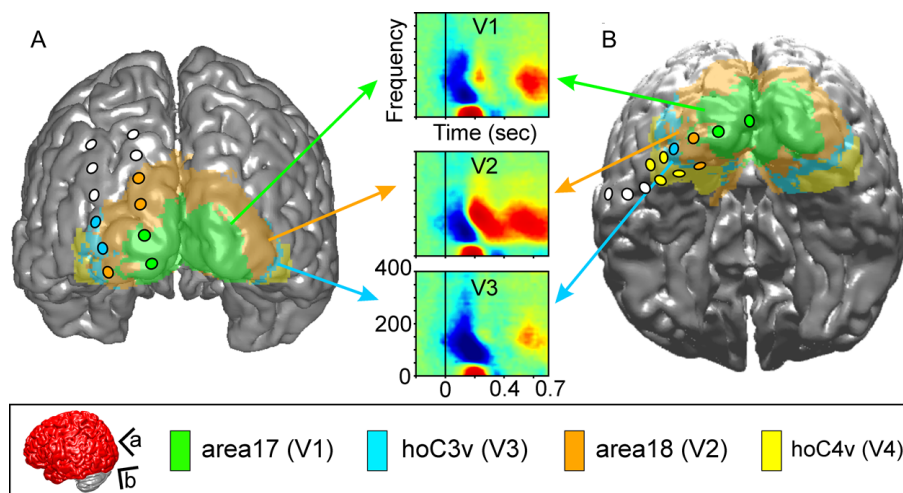 A
B
V1
Frequency
Time (sec)
V2
V3
400
200
0
0 0.4 0.7
a
b
area17 (V1)
hoC3v (V3)
area18 (V2)
hoC4v (V4)